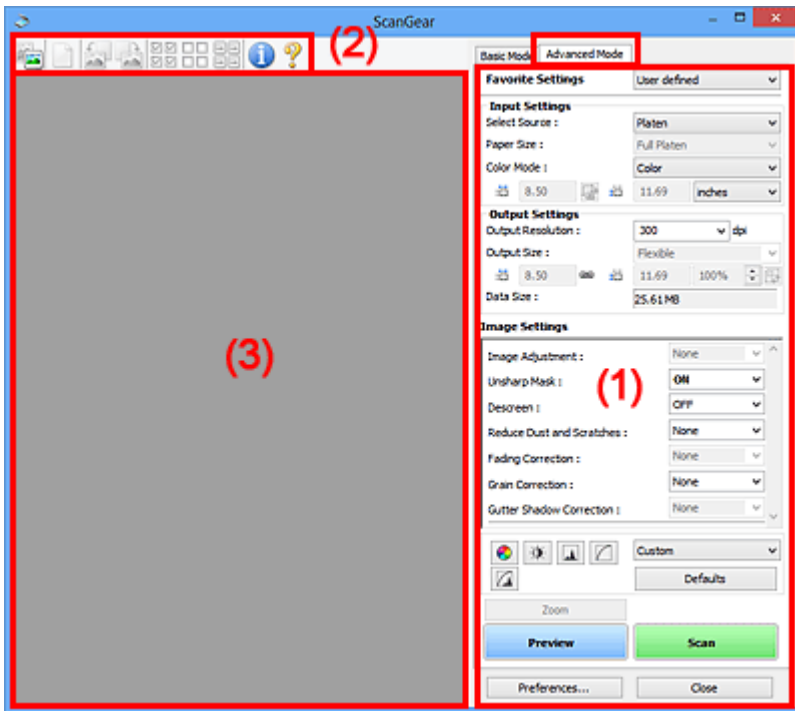 ScanGear
(2)
Basic Mode Advanced Mode
Favorite Settings User defined
Input Settings
Select Source : Platen
Paper Size : Full Platen
Color Mode : Color
8.50 11.69 inches
Output Settings
Output Resolution : 300 dpi
Output Size : Flexible
8.50 11.69 100%
Data Size : 25.61MB
Image Settings
(3)
(1)
Image Adjustment : None
Unsharp Mask : ON
Descreen : OFF
Reduce Dust and Scratches : None
Fading Correction : None
Grain Correction : None
Gutter Shadow Correction : None
Custom
Defaults
Zoom
Preview Scan
Preferences... Close